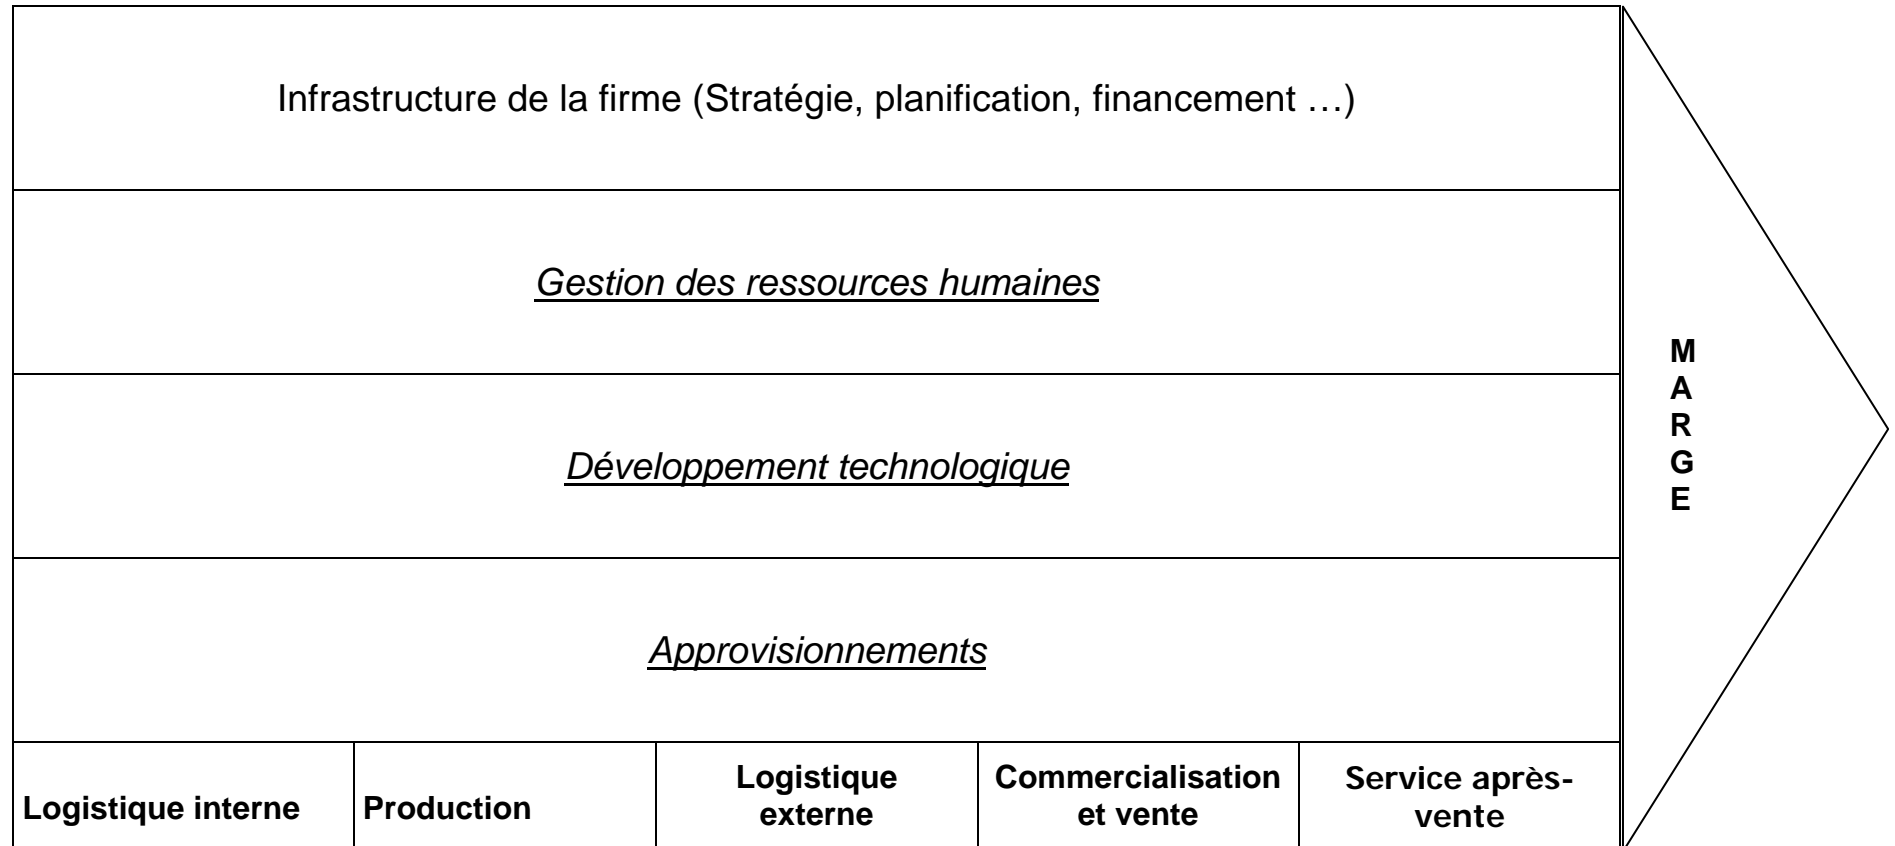 Infrastructure de la firme (Stratégie, planification, financement …)
Gestion des ressources humaines
Développement technologique
Approvisionnements
M
A
R
G
E
Logistique interne
Production
Logistique
externe
Commercialisation
et vente
Service après-
vente